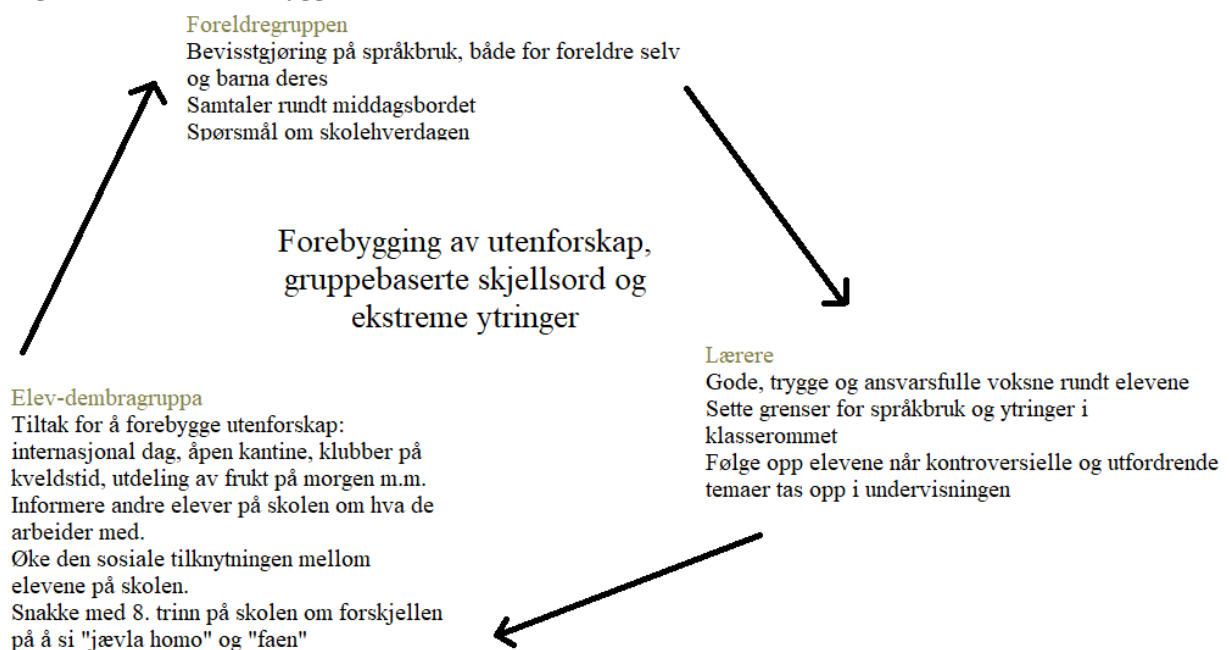 Foreldregruppen
Bevisstgjøring på språkbruk, både for foreldre selv
og barna deres
Samtaler rundt middagsbordet
Spørsmål om skolehverdagen
Forebygging av utenforskap,
gruppebaserte skjellsord og
ekstreme ytringer
Lærere
Gode, trygge og ansvarsfulle voksne rundt elevene
Sette grenser for språkbruk og ytringer i
klasserommet
Følge opp elevene når kontroversielle og utfordrende
temaer tas opp i undervisningen
Elev-dembragruppa
Tiltak for å forebygge utenforskap:
internasjonal dag, åpen kantine, klubber på
kveldstid, utdeling av frukt på morgen m.m.
Informere andre elever på skolen om hva de
arbeider med.
Øke den sosiale tilknytningen mellom
elevene på skolen.
Snakke med 8. trinn på skolen om forskjellen
på å si "jævla homo" og "faen"